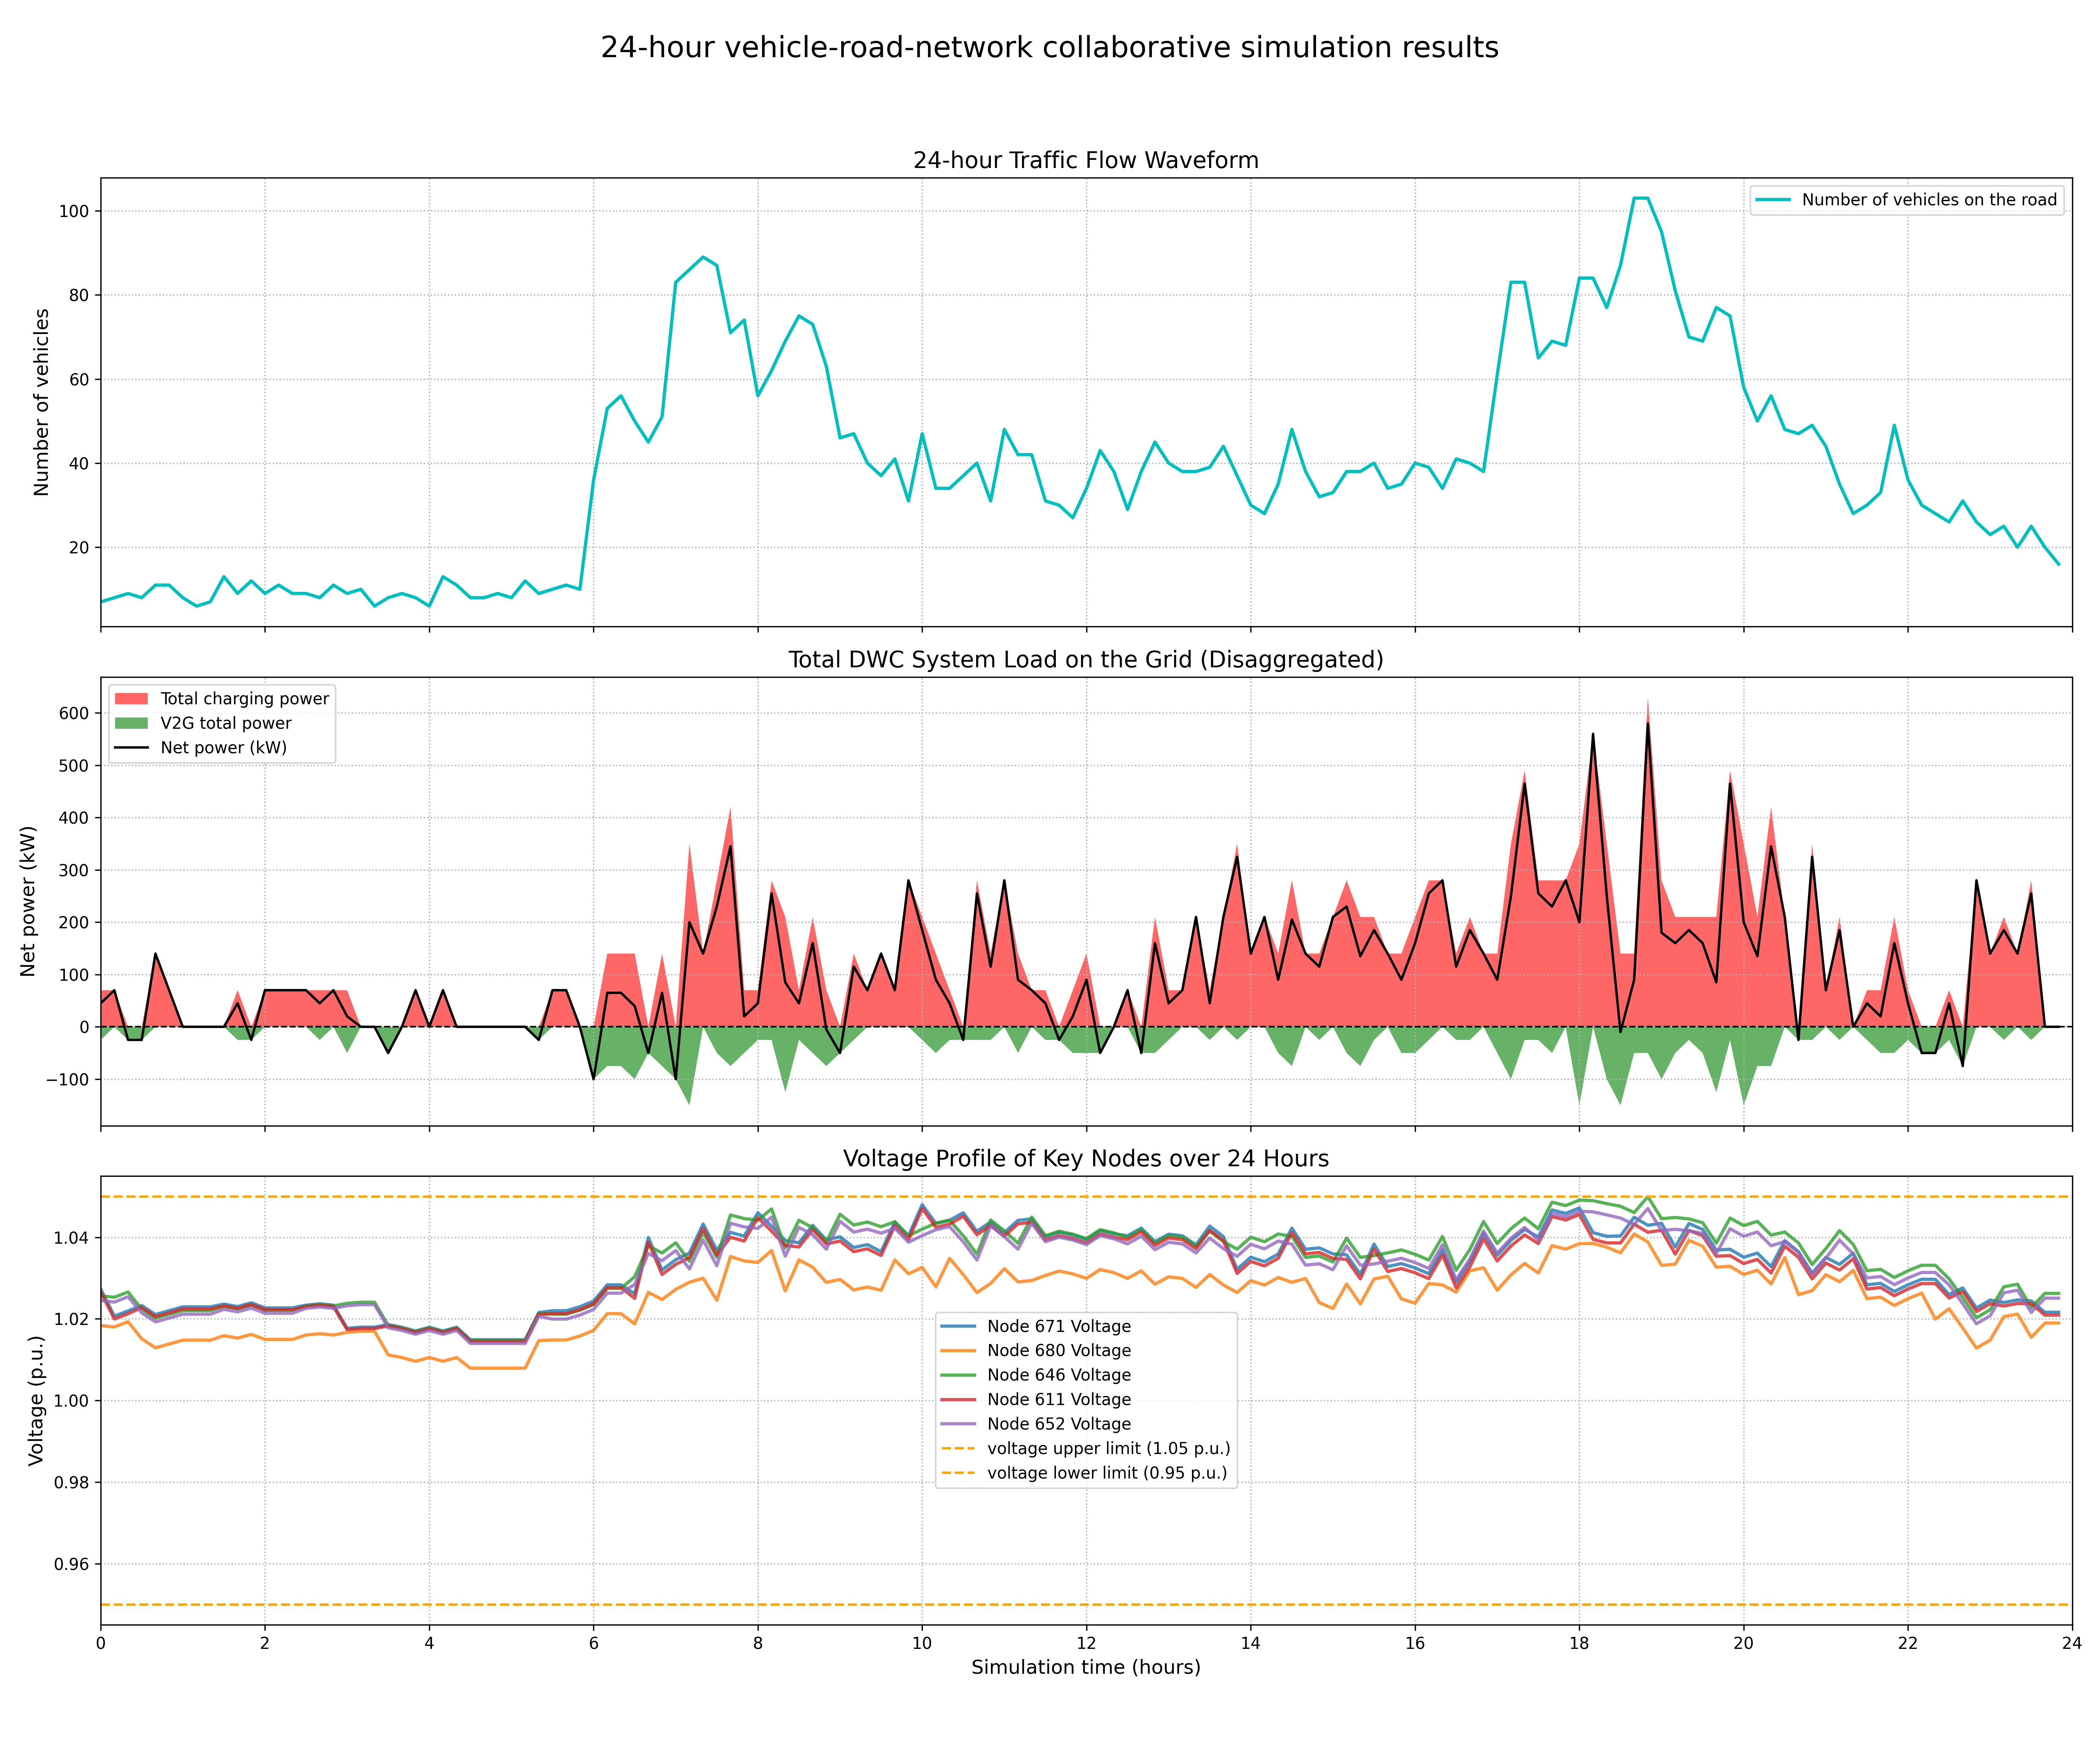 24-hour vehicle-road-network collaborative simulation results
24-hour Traffic Flow Waveform
Number of vehicles
100
80
60
40
20
Number of vehicles on the road
Total DWC System Load on the Grid (Disaggregated)
Net power (kW)
600
500
400
300
200
100
0
−100
Total charging power
V2G total power
Net power (kW)
Voltage Profile of Key Nodes over 24 Hours
Voltage (p.u.)
1.04
1.02
1.00
0.98
0.96
Node 671 Voltage
Node 680 Voltage
Node 646 Voltage
Node 611 Voltage
Node 652 Voltage
voltage upper limit (1.05 p.u.)
voltage lower limit (0.95 p.u.)
0 2 4 6 8 10 12 14 16 18 20 22 24
Simulation time (hours)